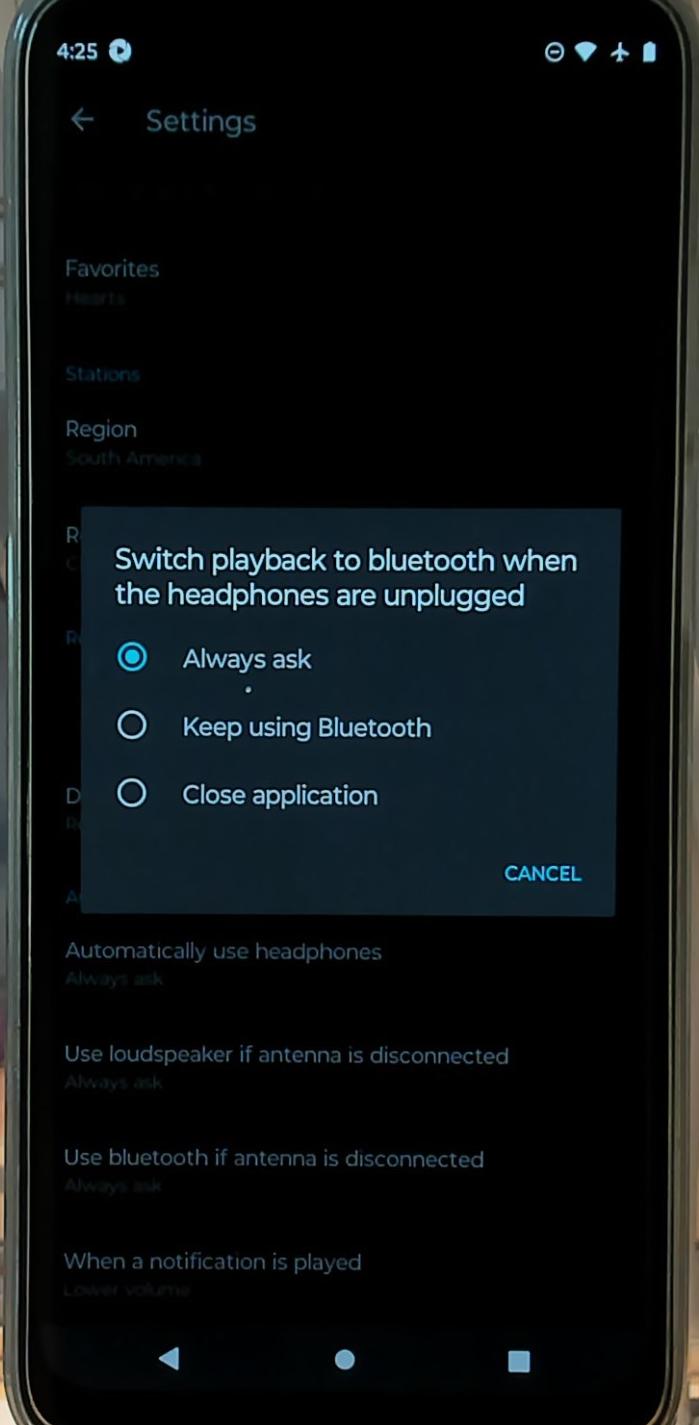 4:25
Settings
Favorites
Hearts
Stations
Region
South America
R
Switch playback to bluetooth when
the headphones are unplugged
Always ask
Keep using Bluetooth
Close application
D
CANCEL
Automatically use headphones
Always ask
Use loudspeaker if antenna is disconnected
Always ask
Use bluetooth if antenna is disconnected
Always ask
When a notification is played
Lower volume